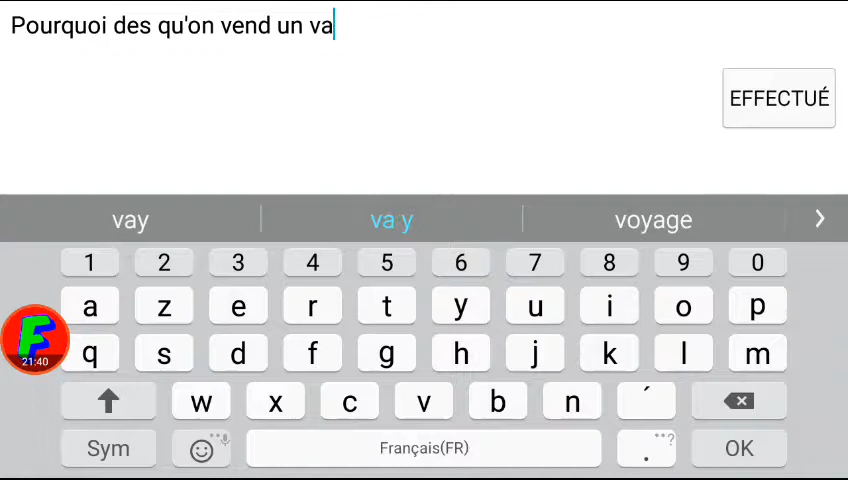 Pourquoi des qu'on vend un va
EFFECTUÉ
vay va y voyage
1 2 3 4 5 6 7 8 9 0
a z e r t y u i o p
F
21:40
q s d f g h j k l m
w x c v b n ´
Sym Français(FR) . ? OK